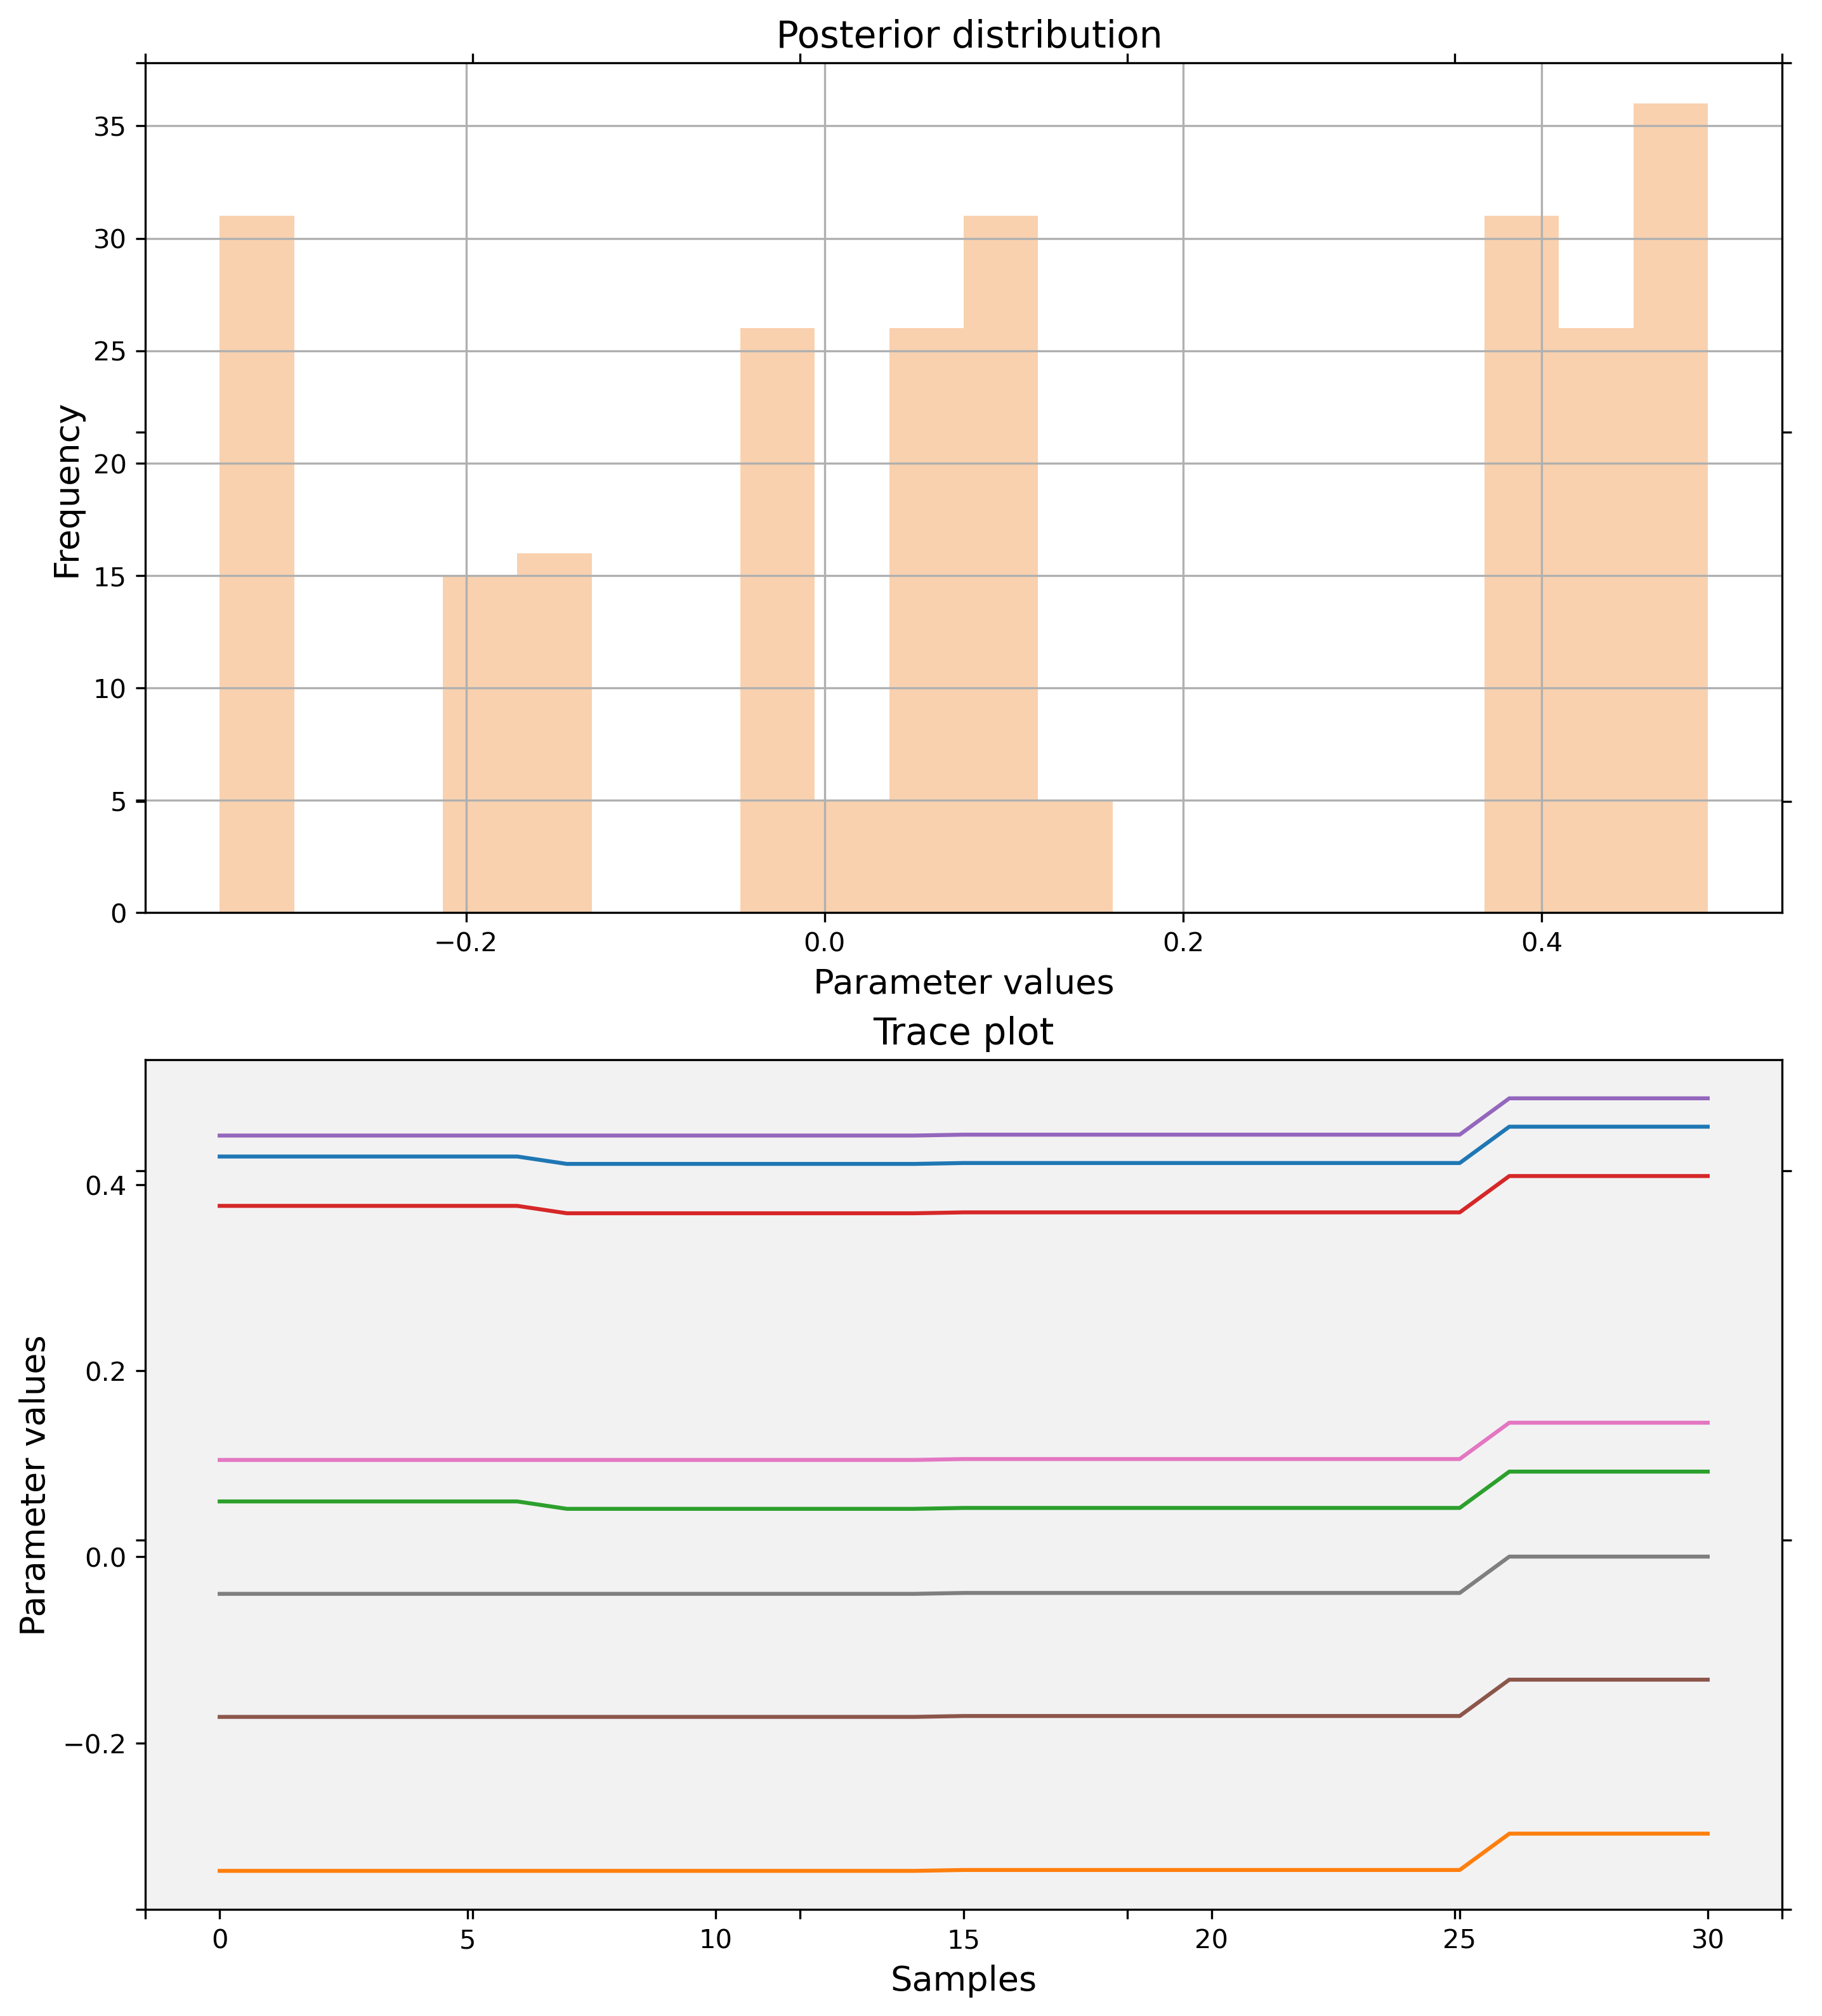 Posterior distribution
35
30
25
20
15
10
5
0
Frequency
−0.2 0.0 0.2 0.4
Parameter values
Trace plot
0.4
0.2
0.0
−0.2
Parameter values
0 5 10 15 20 25 30
Samples